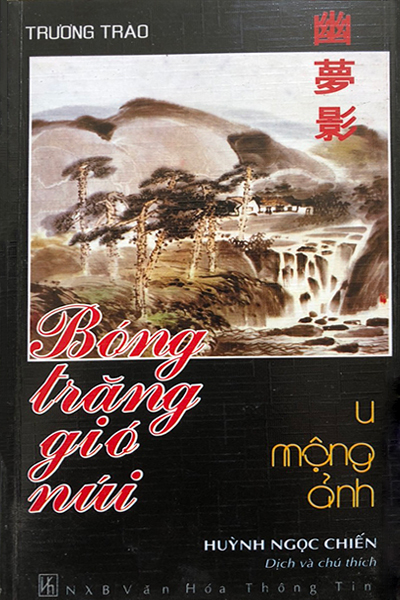 TRƯƠNG TRÀO
幽
夢
影
Bóng
trăng
gió
núi
u
mộng
ảnh
HUỲNH NGỌC CHIẾN
Dịch và chú thích
NXB Văn Hóa Thông Tin